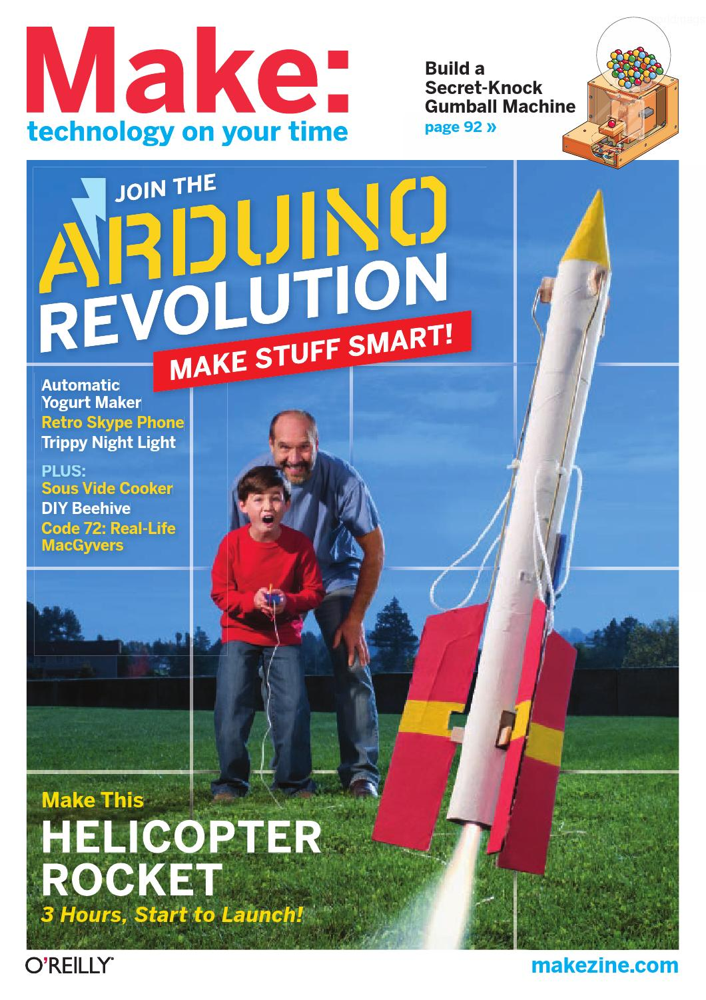 Make:
technology on your time
Build a
Secret-Knock
Gumball Machine
page 92 »
JOIN THE
ARDUINO
REVOLUTION
MAKE STUFF SMART!
Automatic
Yogurt Maker
Retro Skype Phone
Trippy Night Light
PLUS:
Sous Vide Cooker
DIY Beehive
Code 72: Real-Life
MacGyvers
Make This
HELICOPTER
ROCKET
3 Hours, Start to Launch!
O'REILLY®
makezine.com